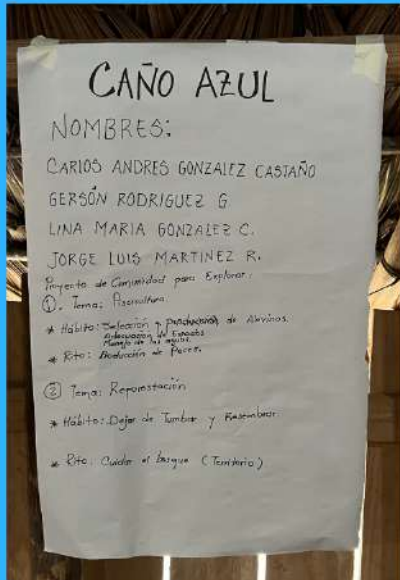 CAÑO AZUL
NOMBRES:
CARLOS ANDRES GONZALEZ CASTAÑO
GERSÓN RODRIGUEZ G
LINA MARIA GONZALEZ C.
JORGE LUIS MARTINEZ R.
Proyecto de Comunidad para Explorar:
①. Tema: Piscicultura.
* Hábito: Selección y producción de Alevinos.
Adecuación de Espacios
Manejo de las aguas.
* Rito: Producción de Peces.
② Tema: Reforestación
* Hábito: Dejar de Tumbar y Resembrar.
* Rito: Cuidar el bosque (Territorio)